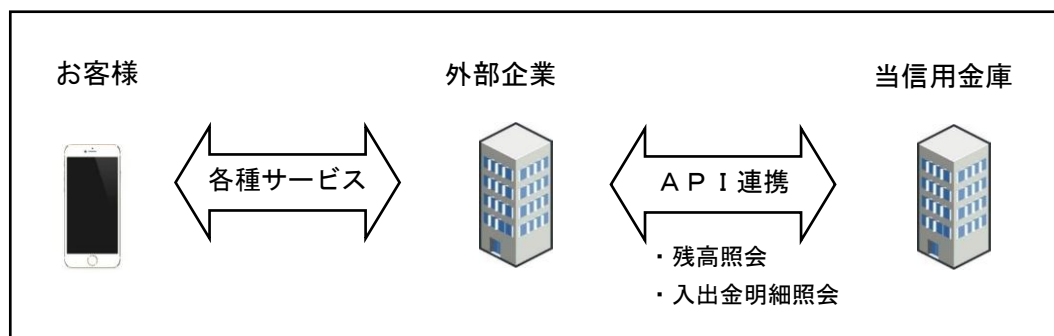 お客様
外部企業
当信用金庫
各種サービス
ＡＰＩ連携
・残高照会
・入出金明細照会